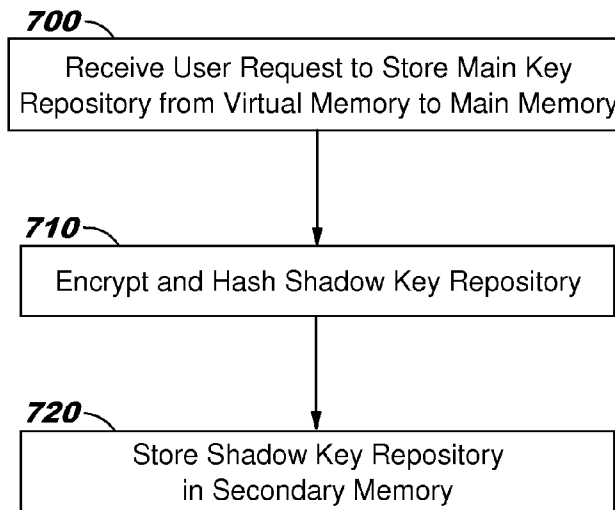 700
Receive User Request to Store Main Key
Repository from Virtual Memory to Main Memory
710
Encrypt and Hash Shadow Key Repository
720
Store Shadow Key Repository
in Secondary Memory